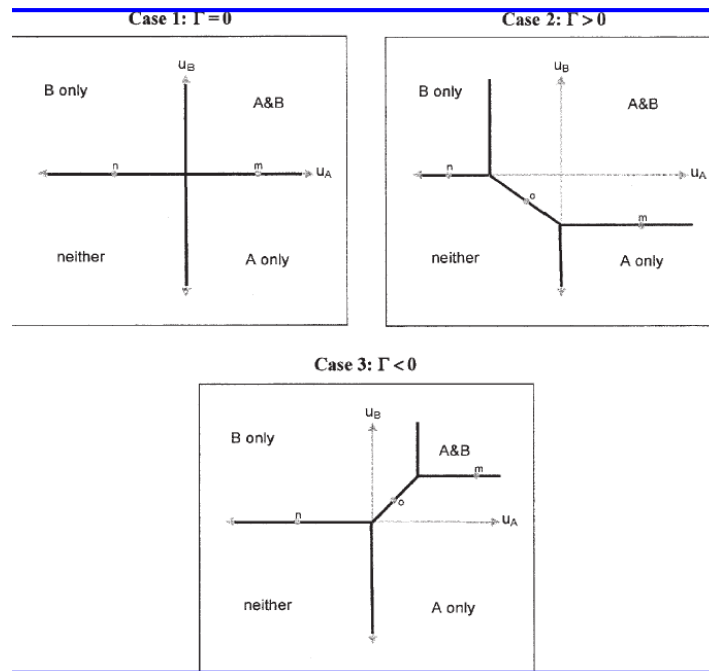 Case 1: Γ = 0
Case 2: Γ > 0
u_B
B only
A&B
n
m
u_A
neither
A only
u_B
B only
A&B
n
o
u_A
m
neither
A only
Case 3: Γ < 0
u_B
B only
A&B
m
o
n
u_A
neither
A only